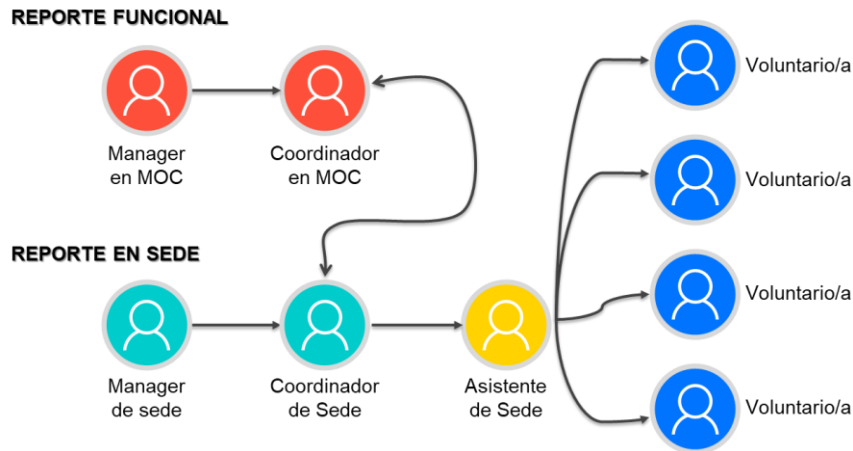 REPORTE FUNCIONAL
Manager
en MOC
Coordinador
en MOC
REPORTE EN SEDE
Manager
de sede
Coordinador
de Sede
Asistente
de Sede
Voluntario/a
Voluntario/a
Voluntario/a
Voluntario/a